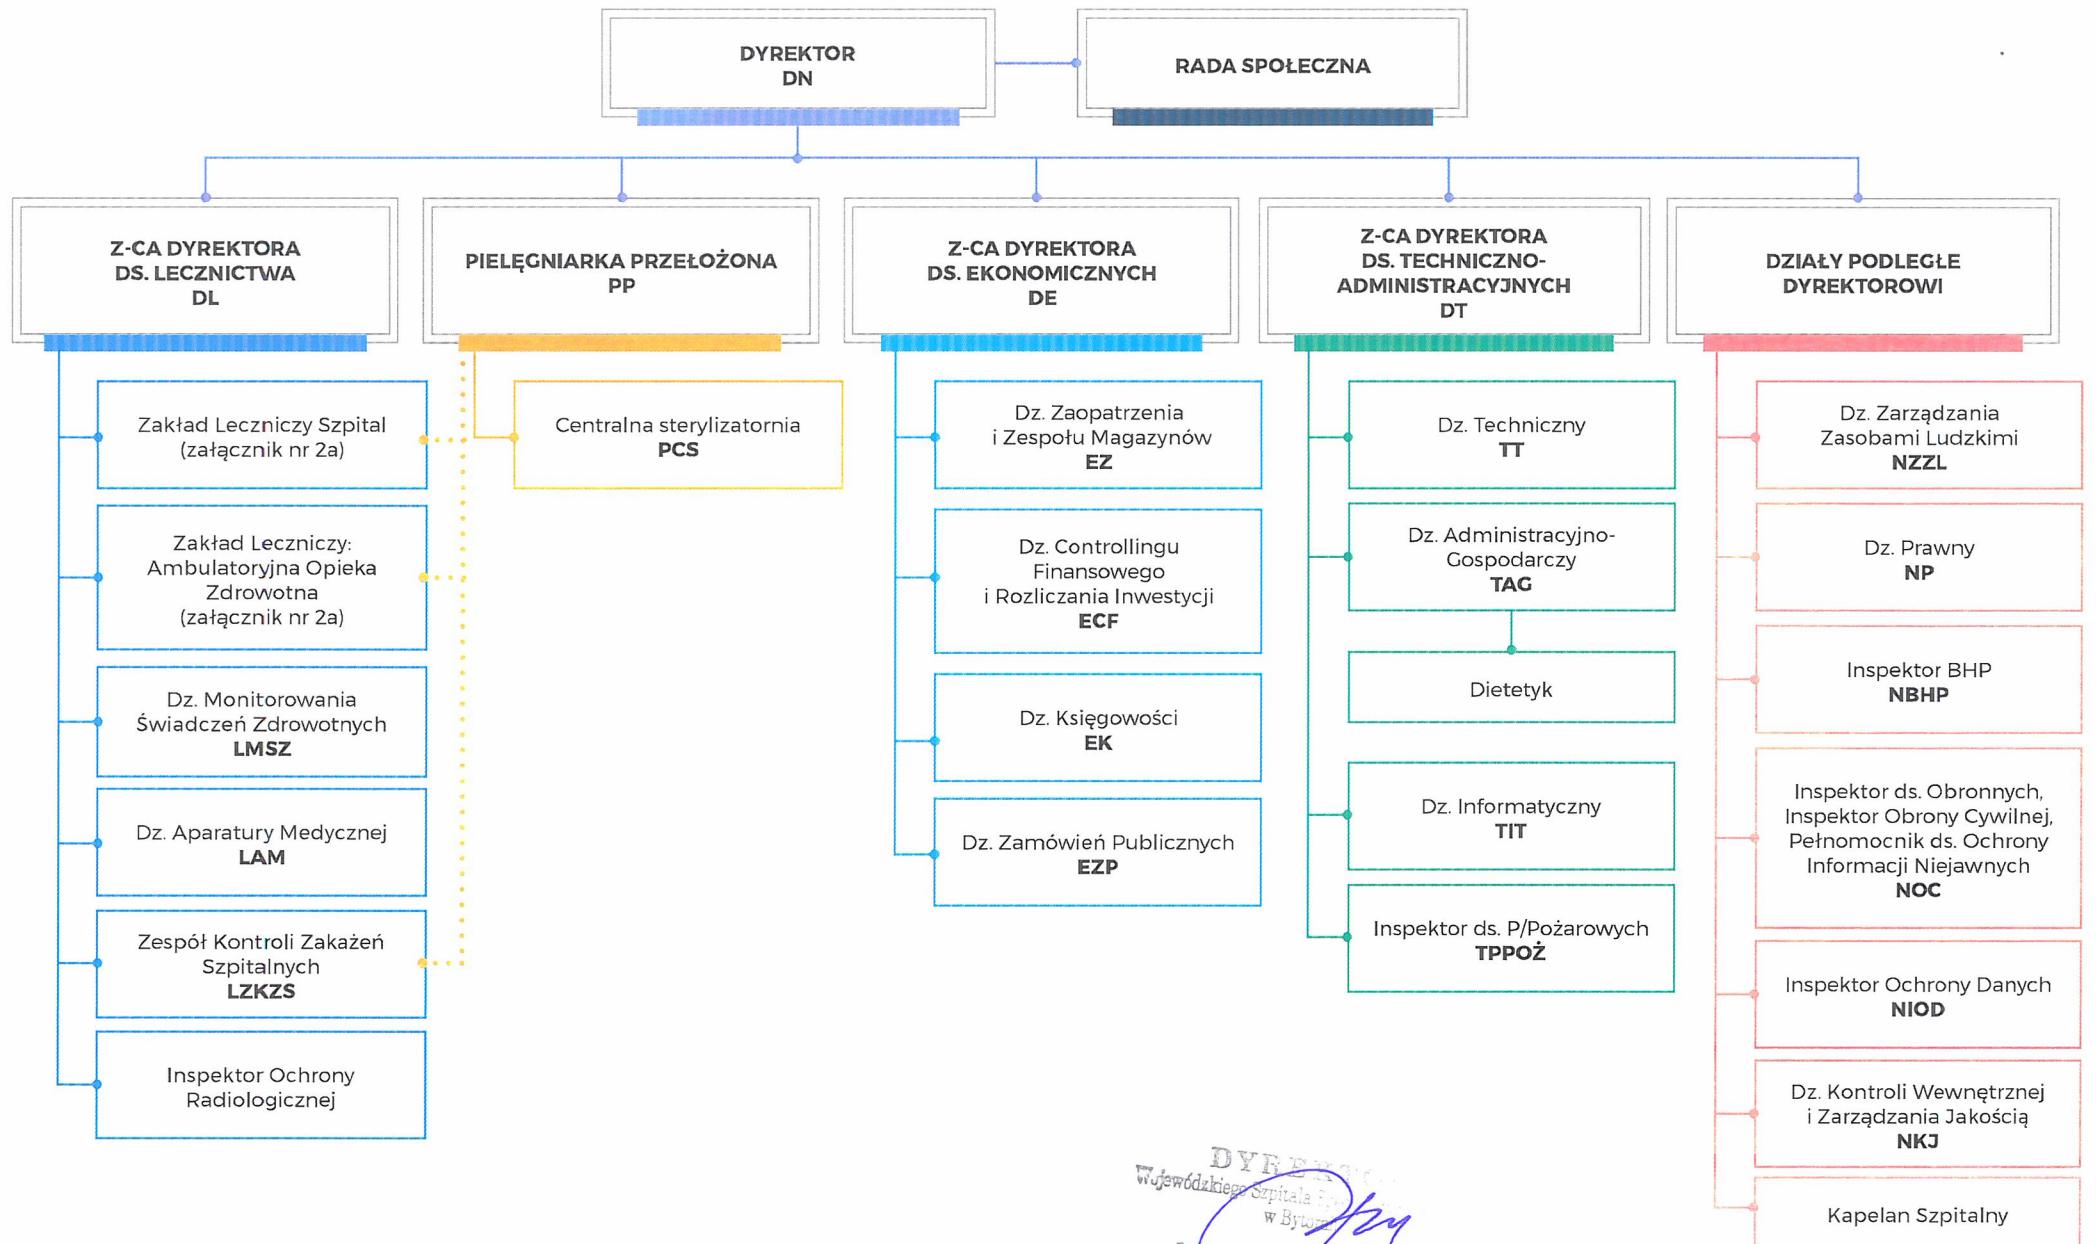 DYREKTOR
DN
RADA SPOŁECZNA
Z-CA DYREKTORA
DS. LECZNICTWA
DL
PIELĘGNIARKA PRZEŁOŻONA
PP
Z-CA DYREKTORA
DS. EKONOMICZNYCH
DE
Z-CA DYREKTORA
DS. TECHNICZNO-
ADMINISTRACYJNYCH
DT
DZIAŁY PODLEGŁE
DYREKTOROWI
Zakład Leczniczy Szpital
(załącznik nr 2a)
Zakład Leczniczy:
Ambulatoryjna Opieka
Zdrowotna
(załącznik nr 2a)
Dz. Monitorowania
Świadczeń Zdrowotnych
LMSZ
Dz. Aparatury Medycznej
LAM
Zespół Kontroli Zakażeń
Szpitalnych
LZKZS
Inspektor Ochrony
Radiologicznej
Centralna sterylizatornia
PCS
Dz. Zaopatrzenia
i Zespołu Magazynów
EZ
Dz. Controllingu
Finansowego
i Rozliczania Inwestycji
ECF
Dz. Księgowości
EK
Dz. Zamówień Publicznych
EZP
Dz. Techniczny
TT
Dz. Administracyjno-
Gospodarczy
TAG
Dietetyk
Dz. Informatyczny
TIT
Inspektor ds. P/Pożarowych
TPPOŻ
Dz. Zarządzania
Zasobami Ludzkimi
NZZL
Dz. Prawny
NP
Inspektor BHP
NBHP
Inspektor ds. Obronnych,
Inspektor Obrony Cywilnej,
Pełnomocnik ds. Ochrony
Informacji Niejawnych
NOC
Inspektor Ochrony Danych
NIOD
Dz. Kontroli Wewnętrznej
i Zarządzania Jakością
NKJ
Kapelan Szpitalny
Wojewódzkiego Szpitala
w